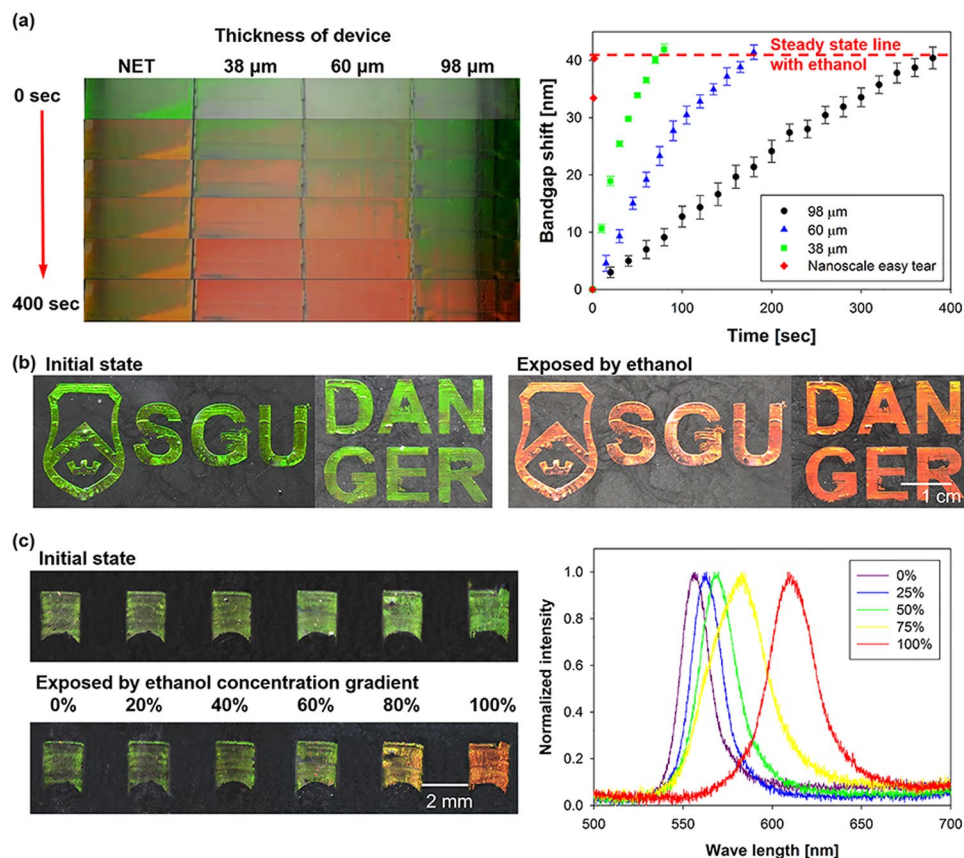 (a)
Thickness of device
NET 38 μm 60 μm 98 μm
0 sec
400 sec
Bandgap shift [nm]
40
30
20
10
0
Steady state line
with ethanol
98 μm
60 μm
38 μm
Nanoscale easy tear
0 100 200 300 400
Time [sec]
(b)
Initial state
SGU
DAN
GER
Exposed by ethanol
SGU
DAN
GER
1 cm
(c)
Initial state
Exposed by ethanol concentration gradient
0% 20% 40% 60% 80% 100%
2 mm
Normalized intensity
1.0
0.8
0.6
0.4
0.2
0.0
0%
25%
50%
75%
100%
500 550 600 650 700
Wave length [nm]